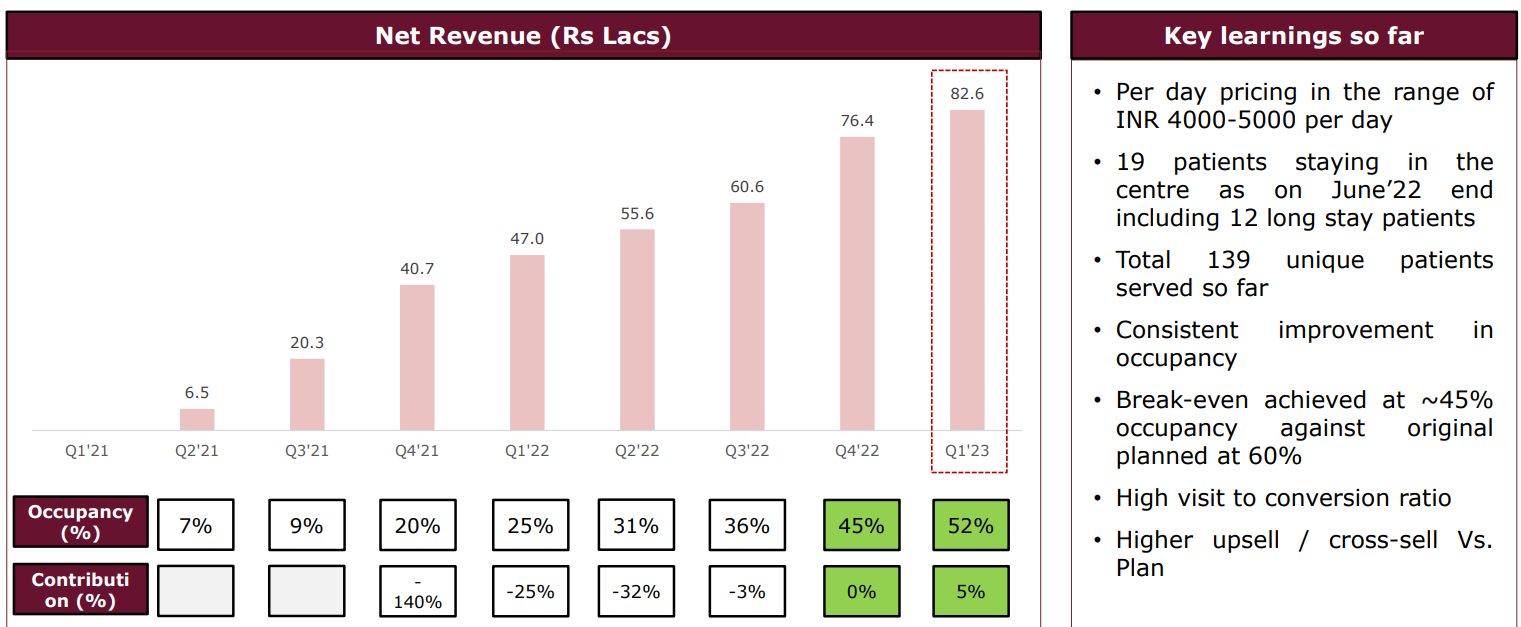 Net Revenue (Rs Lacs)
82.6
76.4
60.6
55.6
47.0
40.7
20.3
6.5
Q1'21 Q2'21 Q3'21 Q4'21 Q1'22 Q2'22 Q3'22 Q4'22 Q1'23
Occupancy
(%)
7% 9% 20% 25% 31% 36% 45% 52%
Contributi
on (%)
-
140%
-25% -32% -3% 0% 5%
Key learnings so far
• Per day pricing in the range of
INR 4000-5000 per day
• 19 patients staying in the
centre as on June’22 end
including 12 long stay patients
• Total 139 unique patients
served so far
• Consistent improvement in
occupancy
• Break-even achieved at ~45%
occupancy against original
planned at 60%
• High visit to conversion ratio
• Higher upsell / cross-sell Vs.
Plan